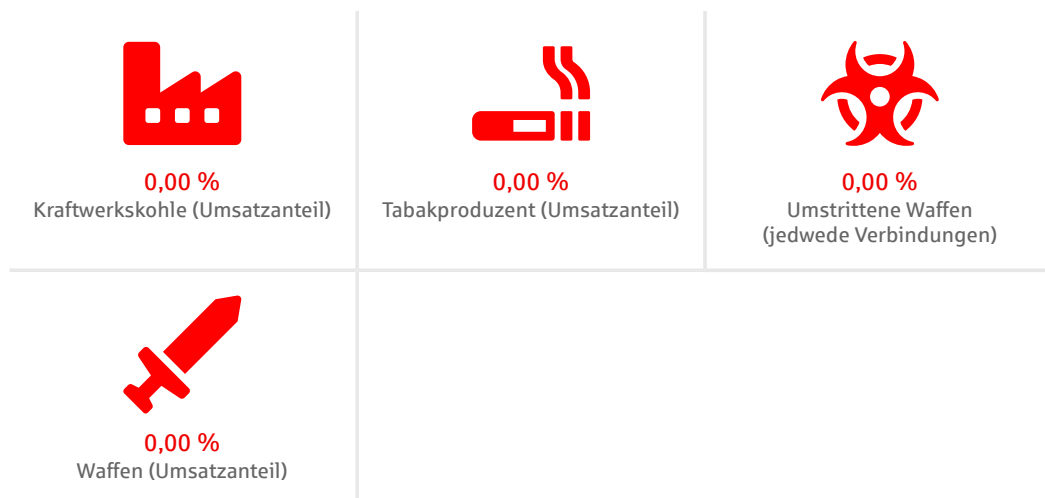 0,00 %
Kraftwerkskohle (Umsatzanteil)
0,00 %
Tabakproduzent (Umsatzanteil)
0,00 %
Umstrittene Waffen
(jedwede Verbindungen)
0,00 %
Waffen (Umsatzanteil)